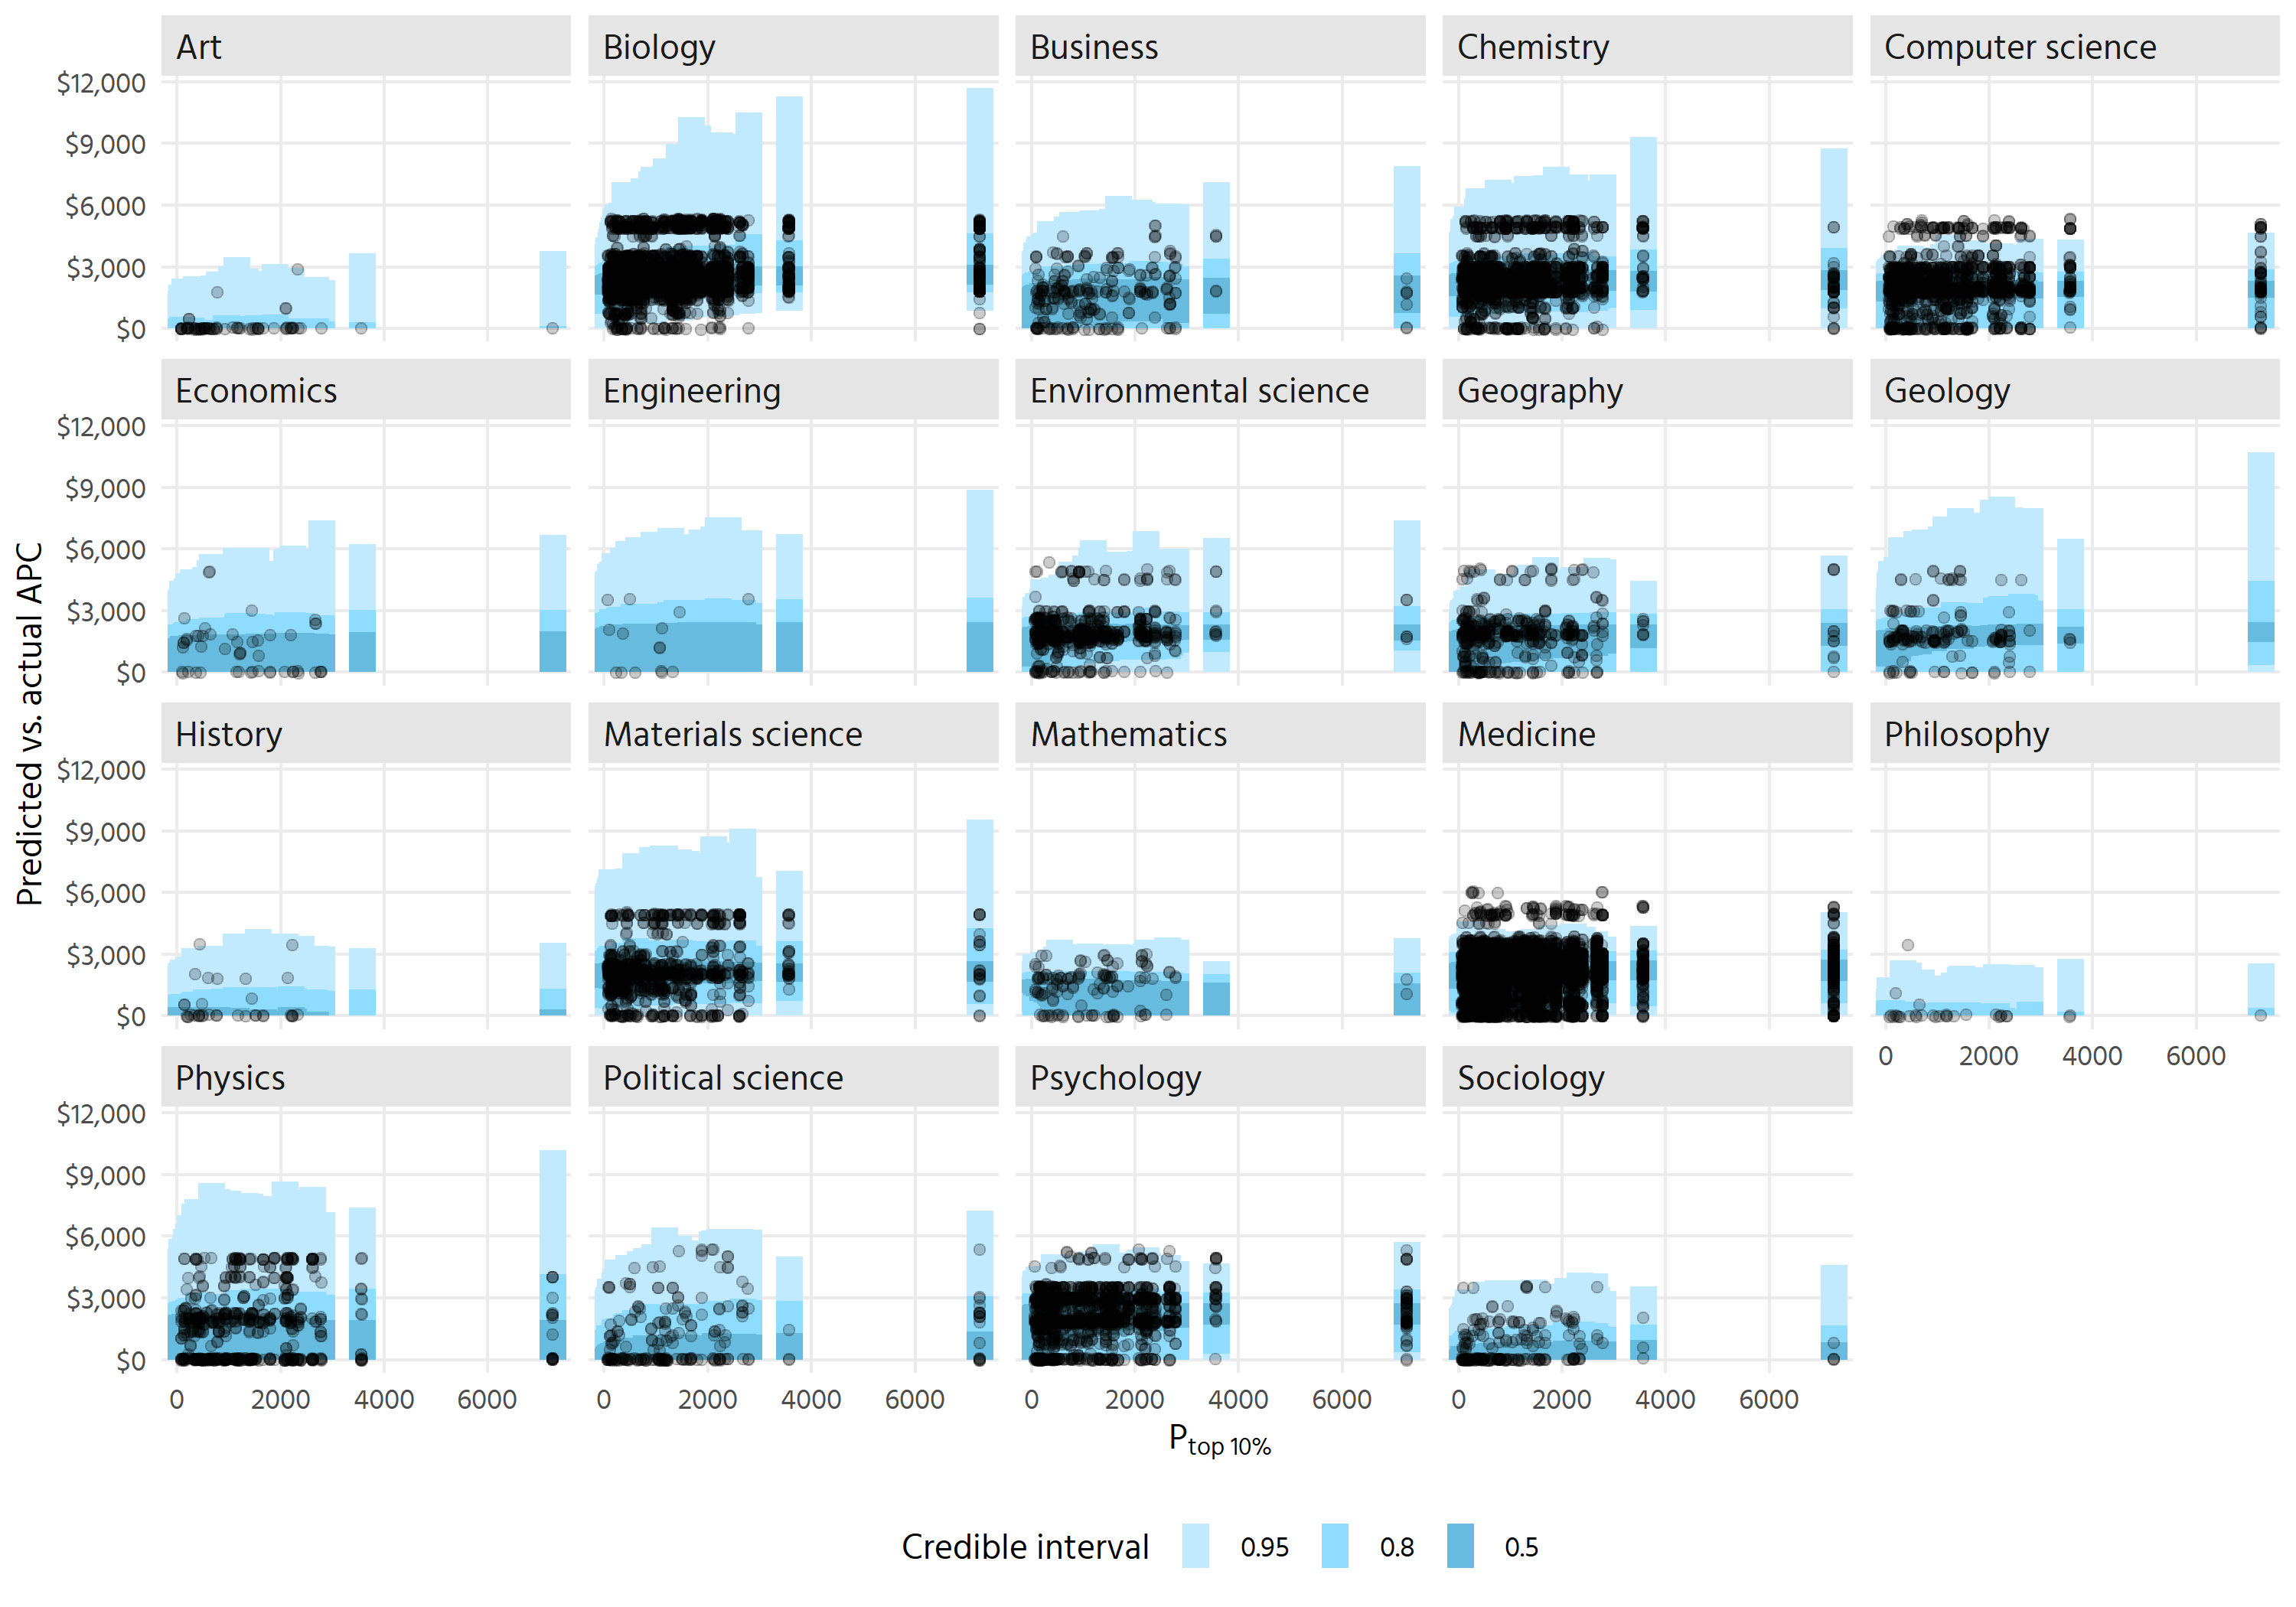 Art Biology Business Chemistry Computer science
$12,000
$9,000
$6,000
$3,000
$0
Economics Engineering Environmental science Geography Geology
$12,000
$9,000
$6,000
$3,000
$0
History Materials science Mathematics Medicine Philosophy
$12,000
$9,000
$6,000
$3,000
$0
0 2000 4000 6000
Physics Political science Psychology Sociology
$12,000
$9,000
$6,000
$3,000
$0
0 2000 4000 6000 0 2000 4000 6000 0 2000 4000 6000 0 2000 4000 6000
Predicted vs. actual APC
Ptop 10%
Credible interval 0.95 0.8 0.5